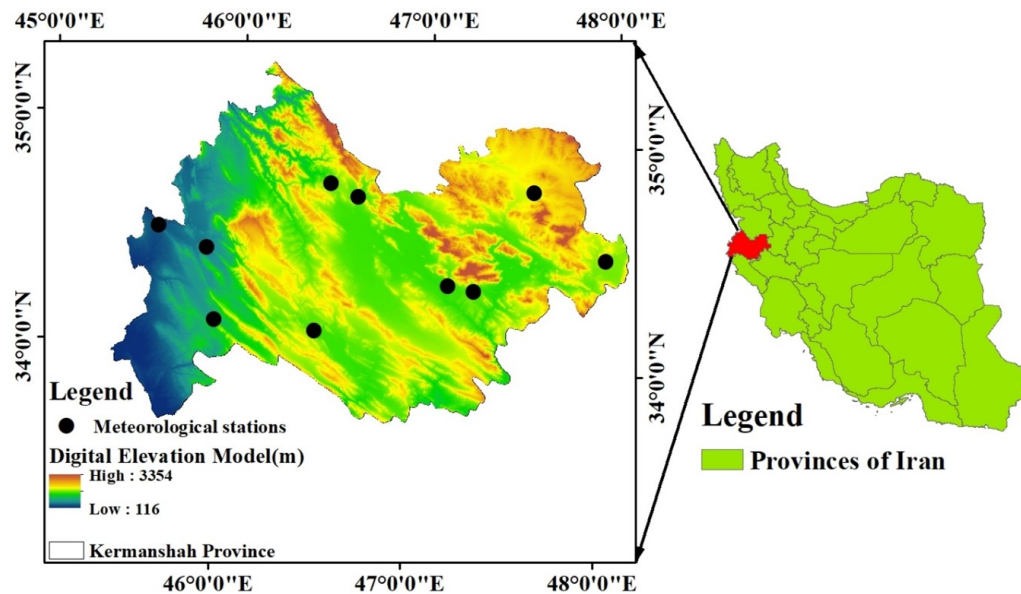 45°0'0"E 46°0'0"E 47°0'0"E 48°0'0"E
35°0'0"N
34°0'0"N
35°0'0"N
34°0'0"N
Legend
Meteorological stations
Digital Elevation Model(m)
High : 3354
Low : 116
Kermanshah Province
46°0'0"E 47°0'0"E 48°0'0"E
Legend
Provinces of Iran